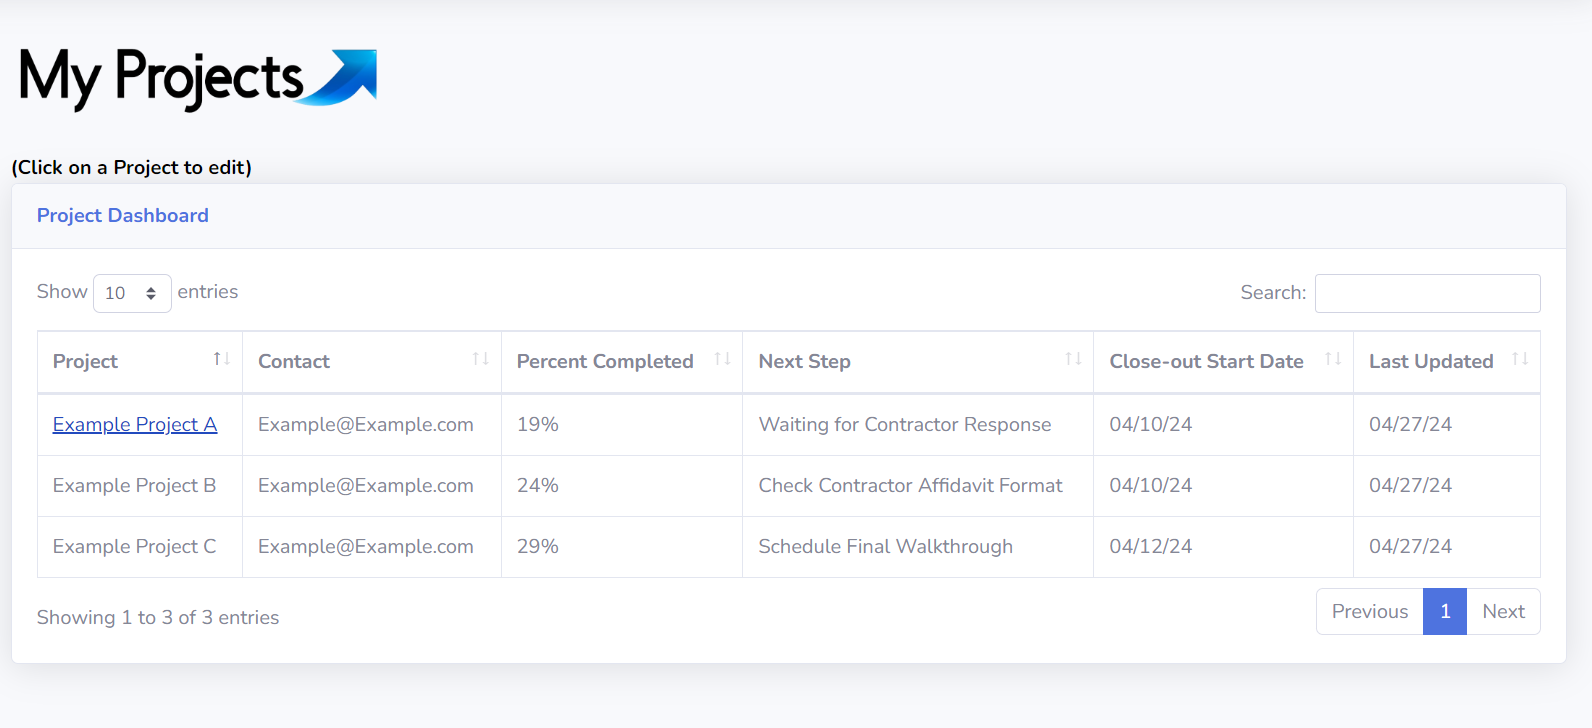 My Projects
(Click on a Project to edit)
Project Dashboard
Show 10 entries Search:
Project Contact Percent Completed Next Step Close-out Start Date Last Updated
Example Project A Example@Example.com 19% Waiting for Contractor Response 04/10/24 04/27/24
Example Project B Example@Example.com 24% Check Contractor Affidavit Format 04/10/24 04/27/24
Example Project C Example@Example.com 29% Schedule Final Walkthrough 04/12/24 04/27/24
Showing 1 to 3 of 3 entries Previous 1 Next